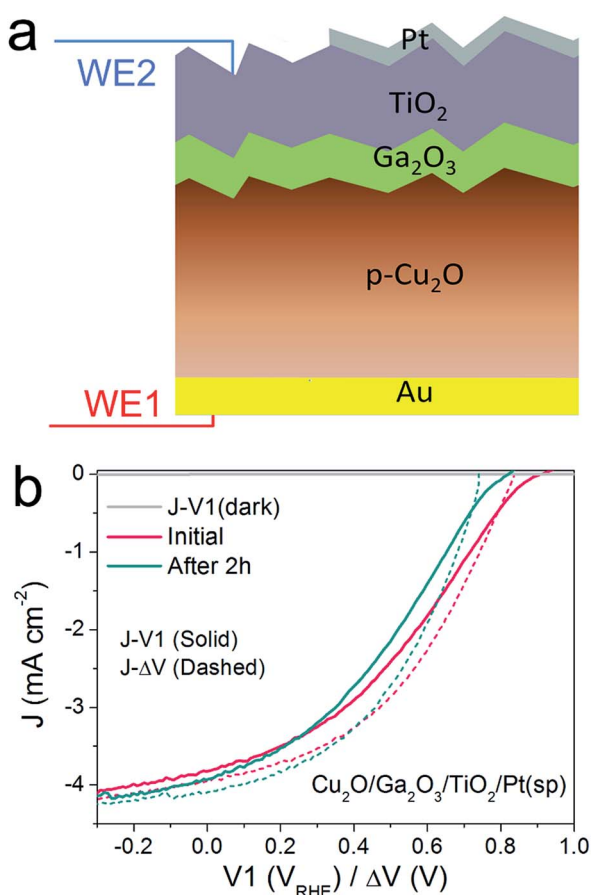 a
Pt
WE2
TiO₂
Ga₂O₃
p-Cu₂O
WE1
Au
b
J-V1(dark)
Initial
After 2h
J-V1 (Solid)
J-ΔV (Dashed)
Cu₂O/Ga₂O₃/TiO₂/Pt(sp)
0
-1
-2
-3
-4
J (mA cm⁻²)
-0.2 0.0 0.2 0.4 0.6 0.8 1.0
V1 (V_RHE) / ΔV (V)